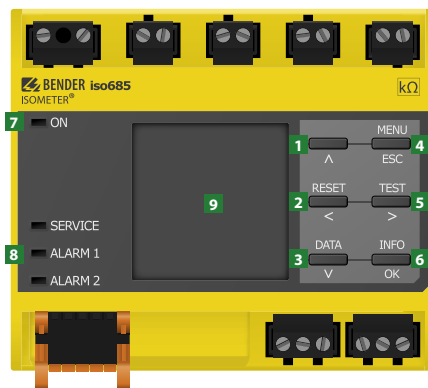 BENDER iso685
ISOMETER®
kΩ
7 ON
MENU
1 4
Λ ESC
RESET TEST
2 5
< >
9
SERVICE
8 ALARM 1
ALARM 2
DATA INFO
3 6
V OK